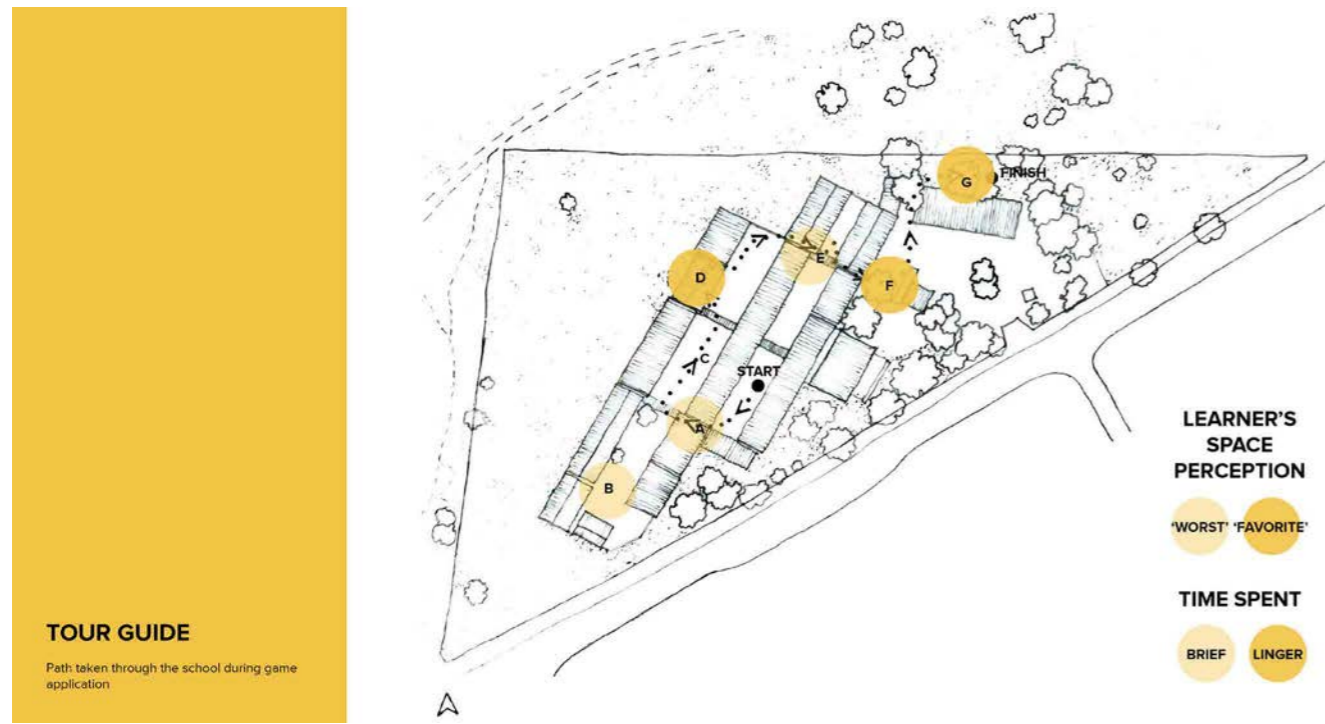 TOUR GUIDE
Path taken through the school during game
application
G
FINISH
E
D
F
C
START
A
B
LEARNER'S
SPACE
PERCEPTION
'WORST' 'FAVORITE'
TIME SPENT
BRIEF LINGER